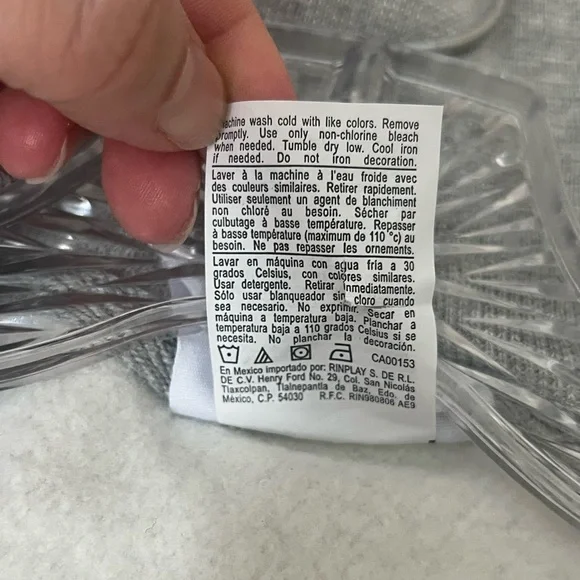 machine wash cold with like colors. Remove
promptly. Use only non-chlorine bleach
when needed. Tumble dry low. Cool iron
if needed. Do not iron decoration.
Laver à la machine à l'eau froide avec
des couleurs similaires. Retirer rapidement.
Utiliser seulement un agent de blanchiment
non chloré au besoin. Sécher par
culbutage à basse température. Repasser
à basse température (maximum de 110 °c) au
besoin. Ne pas repasser les ornements.
Lavar en máquina con agua fria a 30
grados Celsius, con colores similares.
Usar detergente. Retirar inmediatamente.
Sólo usar blanqueador sin cloro cuando
sea necesario. No exprimir. Secar en
máquina a temperatura baja. Planchar a
temperatura baja a 110 grados Celsius si se
necesita. No planchar la decoración.
CA00153
En Mexico importado por: RINPLAY S. DE R.L.
DE C.V. Henry Ford No. 29, Col. San Nicolás
Tlaxcolpan, Tlalnepantla de Baz, Edo. de
México, C.P. 54030 R.F.C. RIN980806 AE9